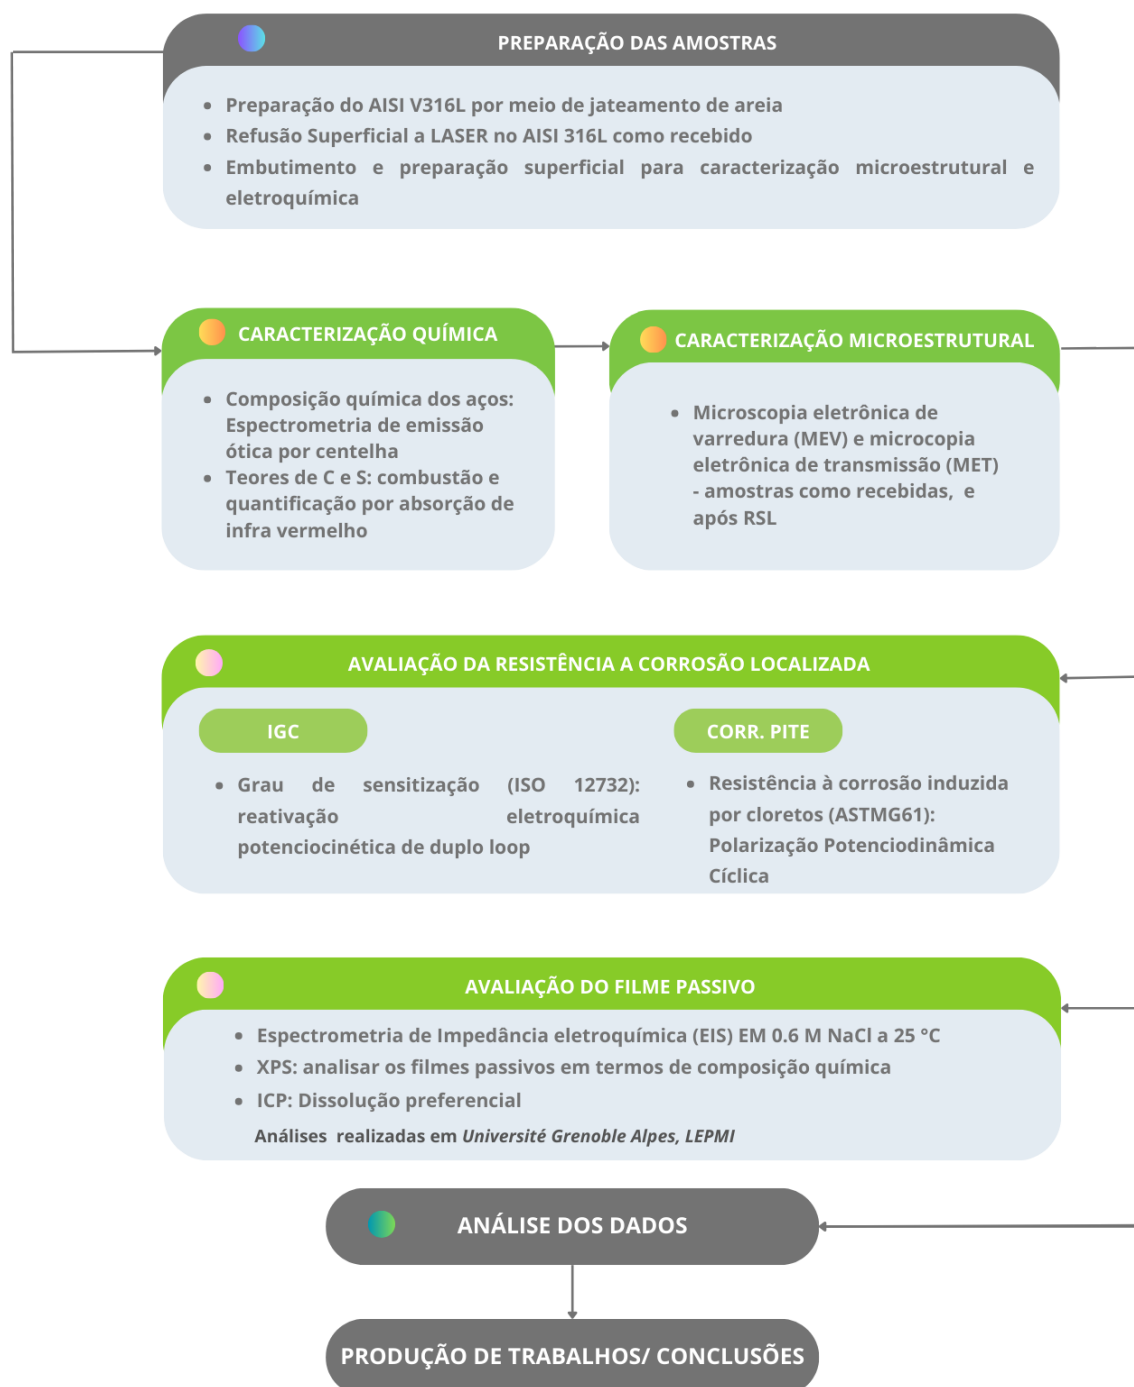 PREPARAÇÃO DAS AMOSTRAS
• Preparação do AISI V316L por meio de jateamento de areia
• Refusão Superficial a LASER no AISI 316L como recebido
• Embutimento e preparação superficial para caracterização microestrutural e
eletroquímica
CARACTERIZAÇÃO QUÍMICA
• Composição química dos aços:
Espectrometria de emissão
ótica por centelha
• Teores de C e S: combustão e
quantificação por absorção de
infra vermelho
CARACTERIZAÇÃO MICROESTRUTURAL
• Microscopia eletrônica de
varredura (MEV) e microcopia
eletrônica de transmissão (MET)
- amostras como recebidas, e
após RSL
AVALIAÇÃO DA RESISTÊNCIA A CORROSÃO LOCALIZADA
IGC
• Grau de sensitização (ISO 12732):
reativação eletroquímica
potenciocinética de duplo loop
CORR. PITE
• Resistência à corrosão induzida
por cloretos (ASTMG61):
Polarização Potenciodinâmica
Cíclica
AVALIAÇÃO DO FILME PASSIVO
• Espectrometria de Impedância eletroquímica (EIS) EM 0.6 M NaCl a 25 °C
• XPS: analisar os filmes passivos em termos de composição química
• ICP: Dissolução preferencial
Análises realizadas em Université Grenoble Alpes, LEPMI
ANÁLISE DOS DADOS
PRODUÇÃO DE TRABALHOS/ CONCLUSÕES